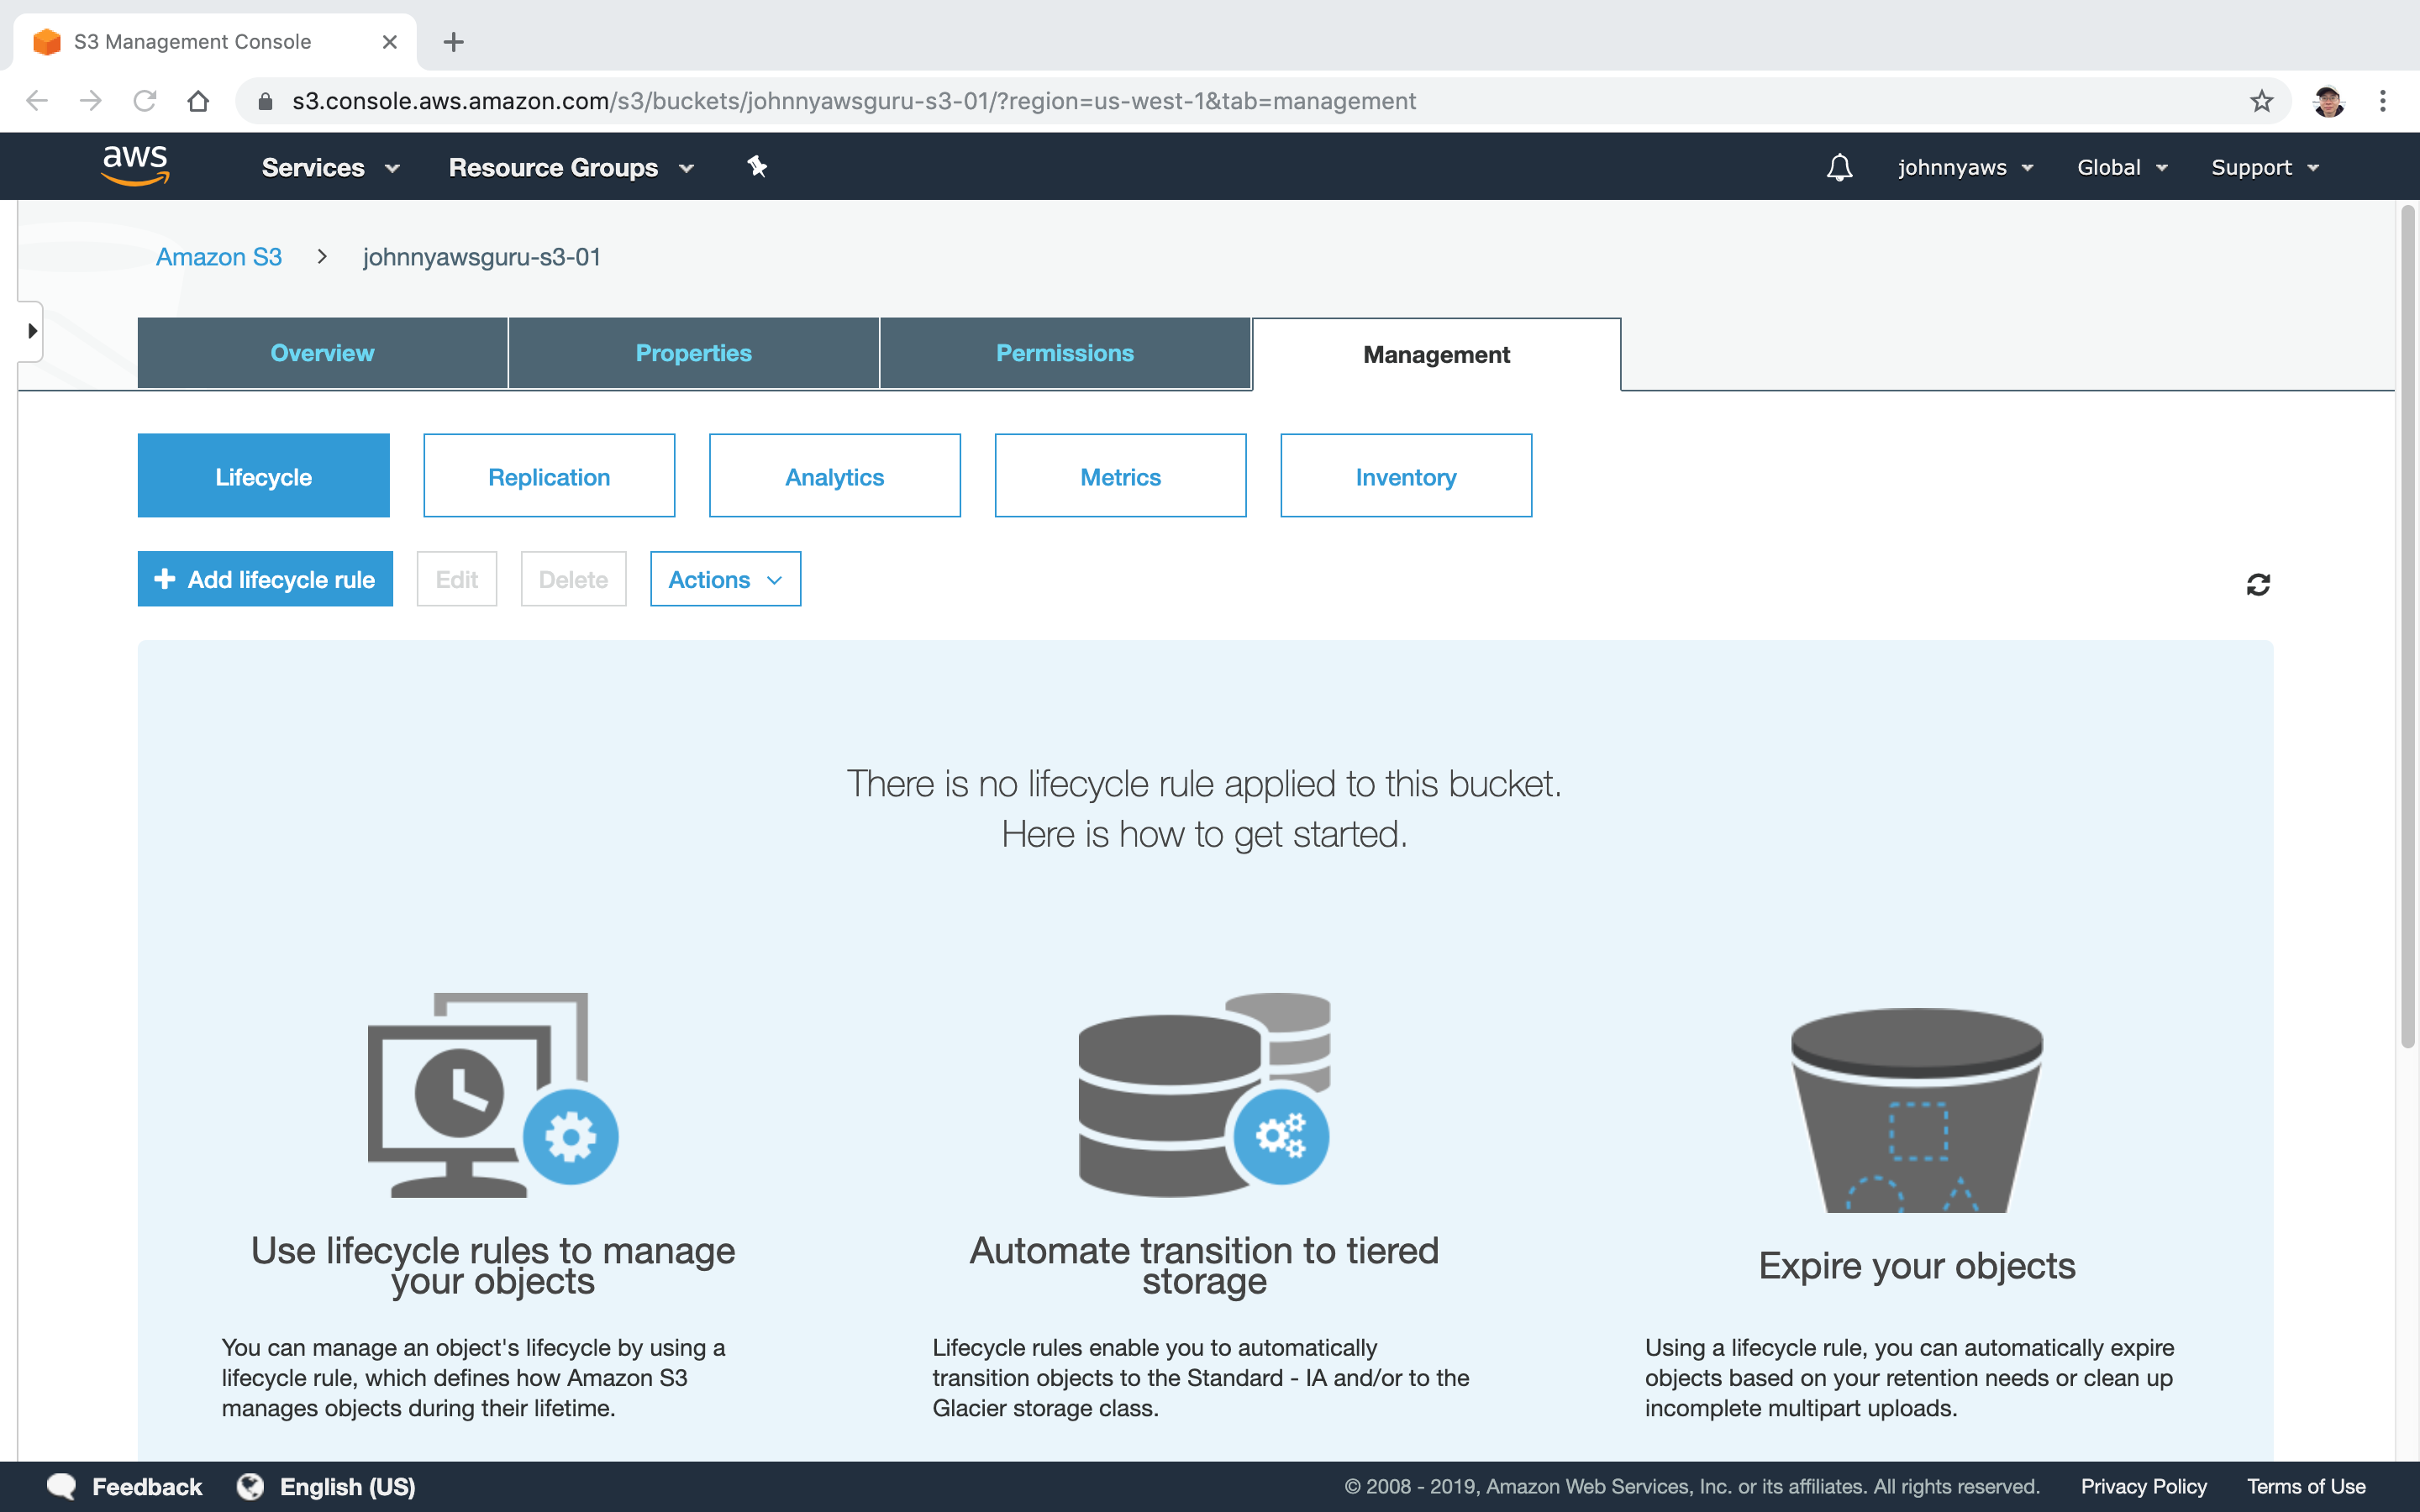 S3 Management Console
s3.console.aws.amazon.com/s3/buckets/johnnyawsguru-s3-01/?region=us-west-1&tab=management
aws Services Resource Groups johnnyaws Global Support
Amazon S3 > johnnyawsguru-s3-01
Overview Properties Permissions Management
Lifecycle Replication Analytics Metrics Inventory
+ Add lifecycle rule Edit Delete Actions
There is no lifecycle rule applied to this bucket.
Here is how to get started.
Use lifecycle rules to manage
your objects
You can manage an object's lifecycle by using a
lifecycle rule, which defines how Amazon S3
manages objects during their lifetime.
Automate transition to tiered
storage
Lifecycle rules enable you to automatically
transition objects to the Standard - IA and/or to the
Glacier storage class.
Expire your objects
Using a lifecycle rule, you can automatically expire
objects based on your retention needs or clean up
incomplete multipart uploads.
Feedback English (US) © 2008 - 2019, Amazon Web Services, Inc. or its affiliates. All rights reserved. Privacy Policy Terms of Use